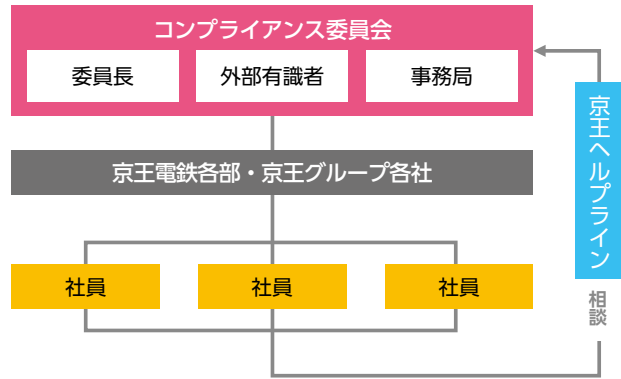 コンプライアンス委員会
委員長
外部有識者
事務局
京王電鉄各部・京王グループ各社
社員
社員
社員
京王ヘルプライン
相談